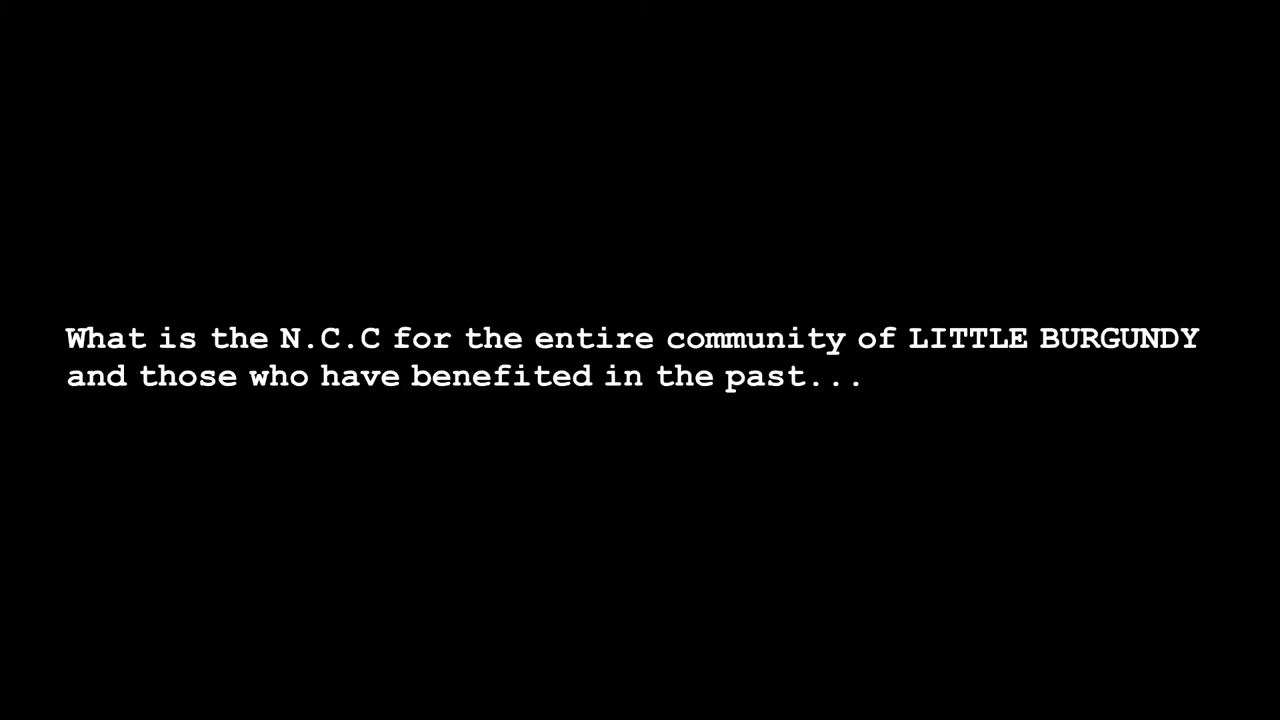 What is the N.C.C for the entire community of LITTLE BURGUNDY
and those who have benefited in the past...